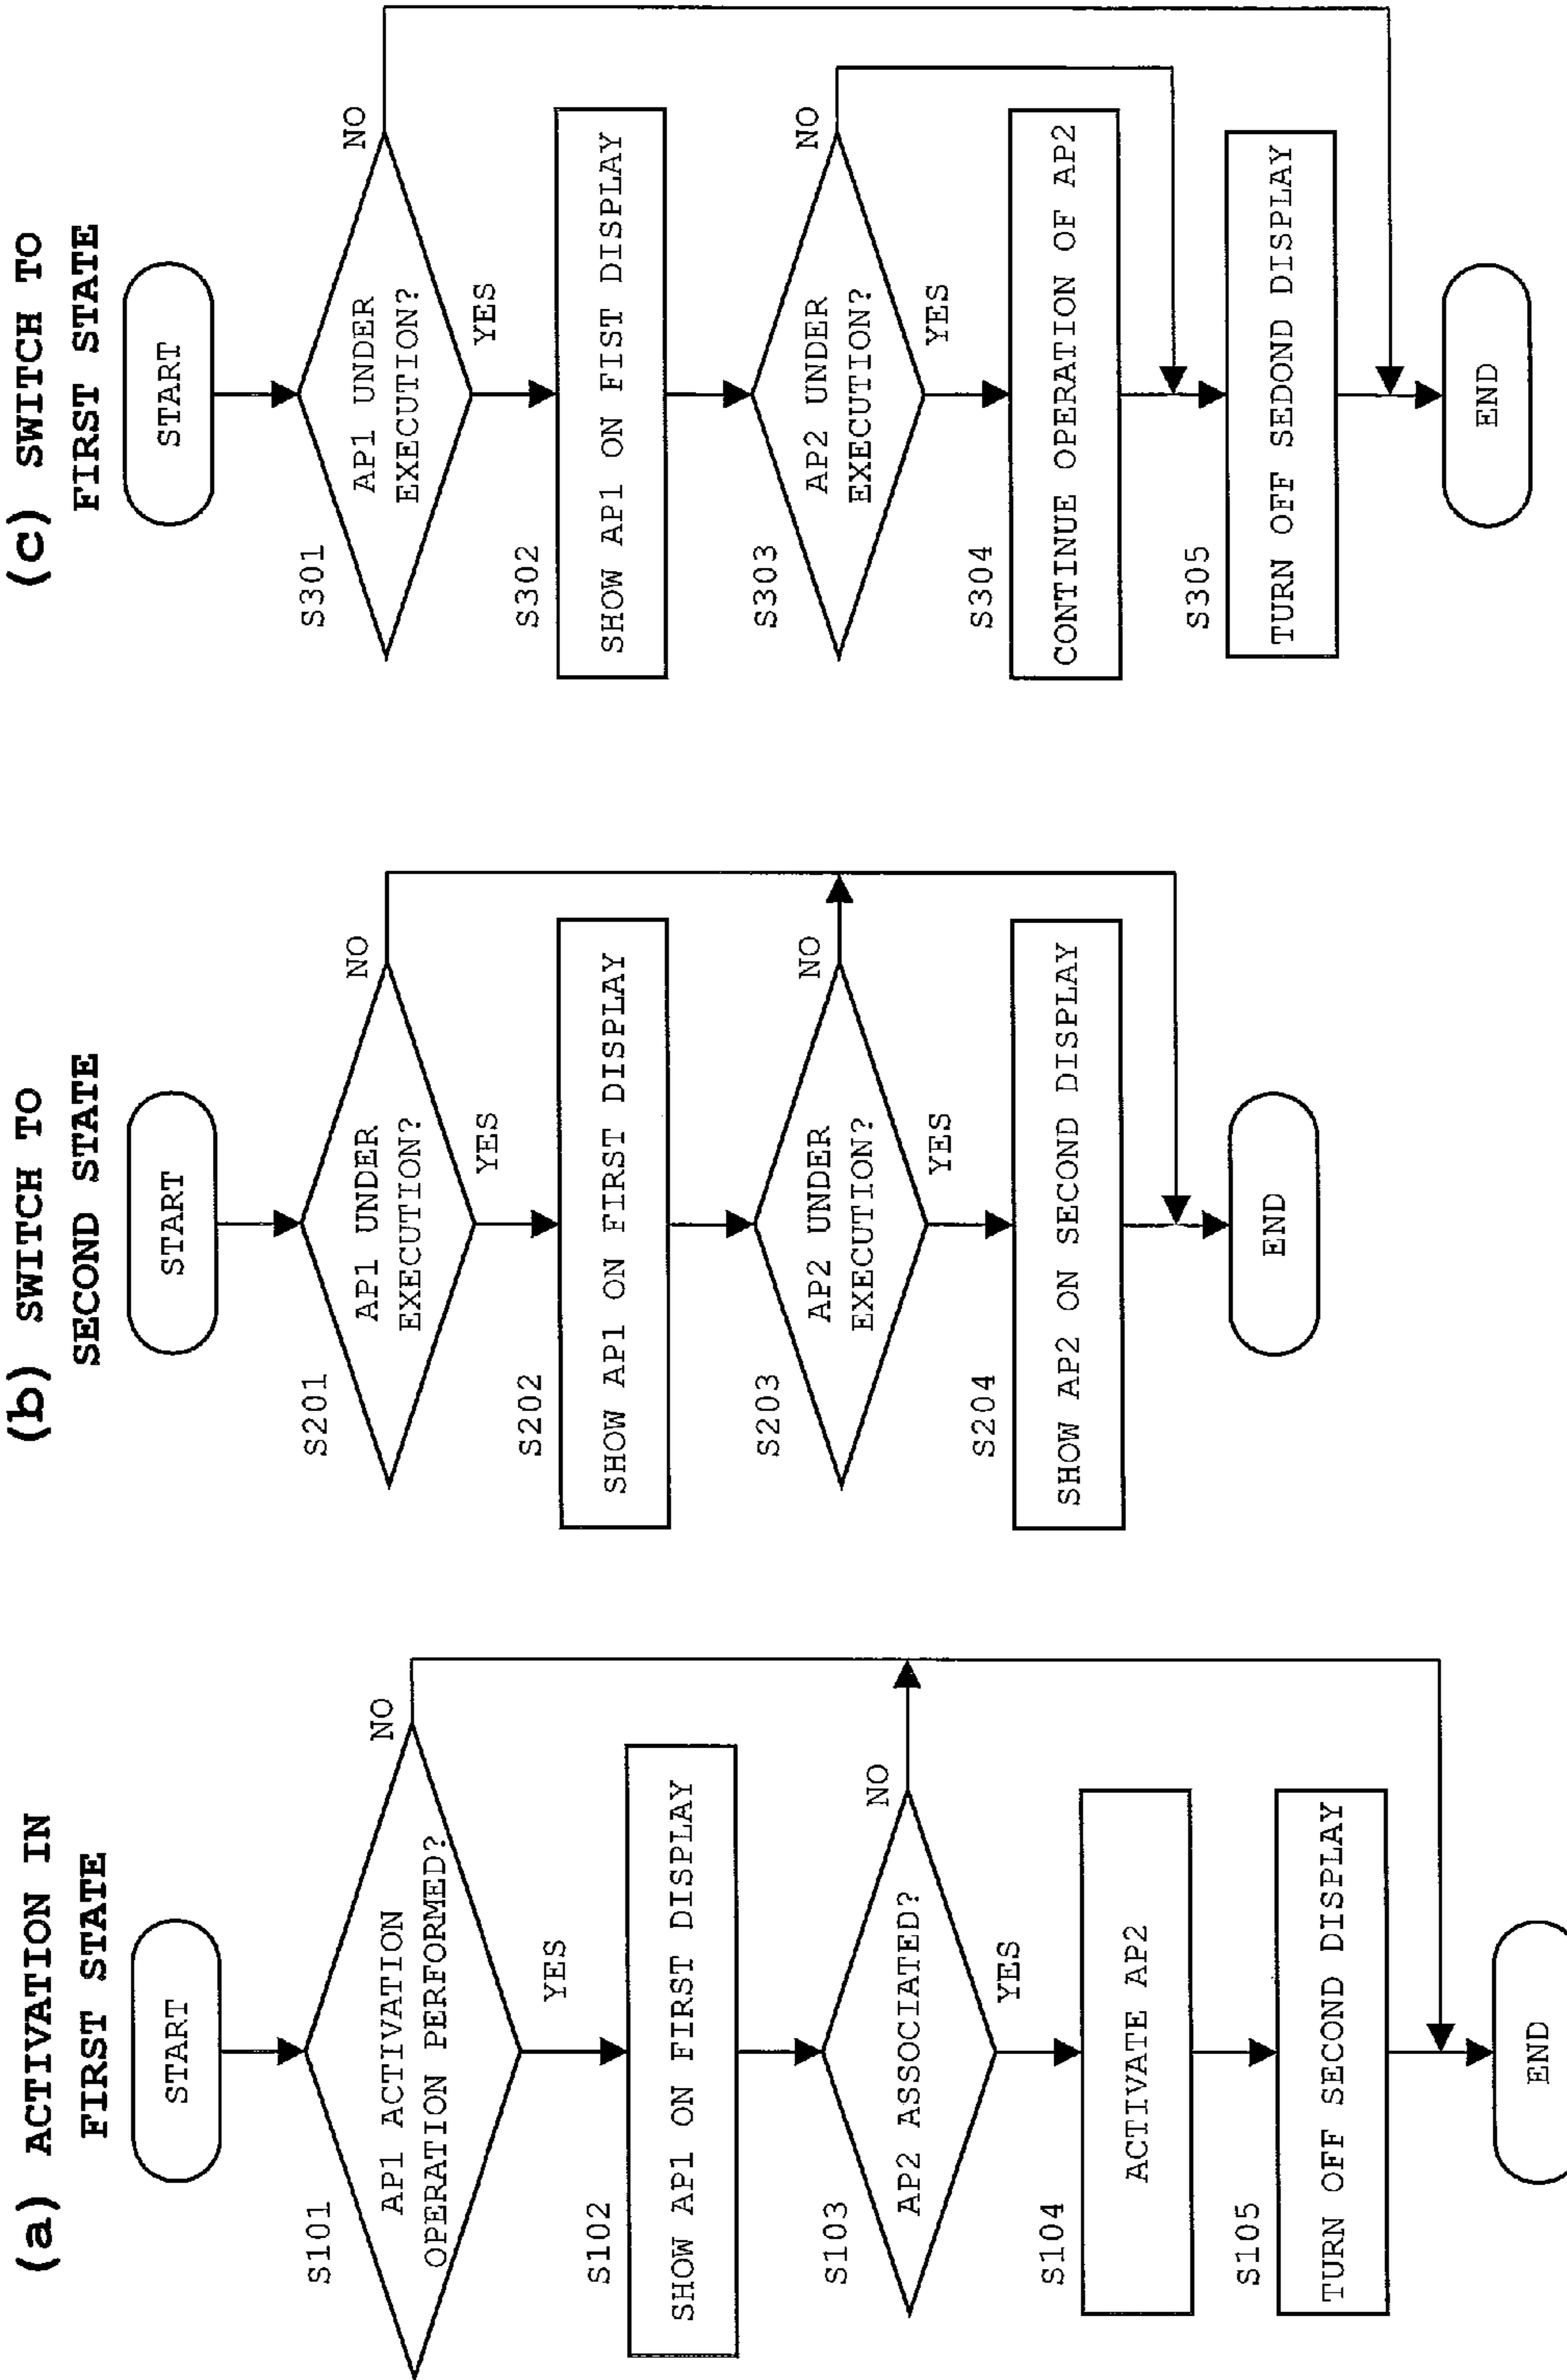 (a) ACTIVATION IN
FIRST STATE
START
S101
AP1 ACTIVATION
OPERATION PERFORMED?
NO
YES
S102
SHOW AP1 ON FIRST DISPLAY
S103
AP2 ASSOCIATED?
NO
YES
S104
ACTIVATE AP2
S105
TURN OFF SECOND DISPLAY
END
(b) SWITCH TO
SECOND STATE
START
S201
AP1 UNDER
EXECUTION?
NO
YES
S202
SHOW AP1 ON FIRST DISPLAY
S203
AP2 UNDER
EXECUTION?
NO
YES
S204
SHOW AP2 ON SECOND DISPLAY
END
(c) SWITCH TO
FIRST STATE
START
S301
AP1 UNDER
EXECUTION?
NO
YES
S302
SHOW AP1 ON FIST DISPLAY
S303
AP2 UNDER
EXECUTION?
NO
YES
S304
CONTINUE OPERATION OF AP2
S305
TURN OFF SEDOND DISPLAY
END